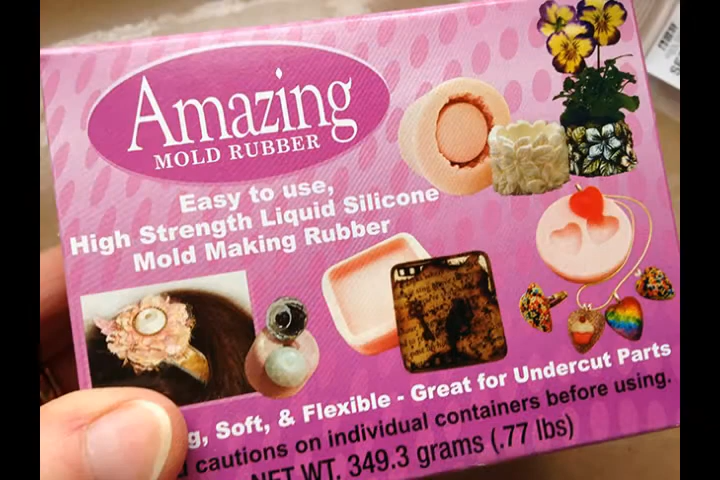 Amazing
MOLD RUBBER
Easy to use,
High Strength Liquid Silicone
Mold Making Rubber
Soft, & Flexible - Great for Undercut Parts
cautions on individual containers before using.
NET WT. 349.3 grams (.77 lbs)